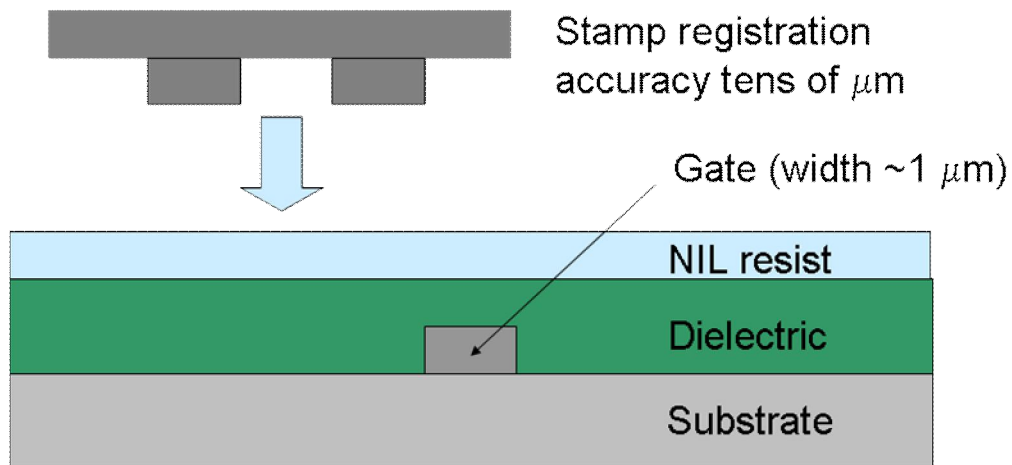 Stamp registration
accuracy tens of μm
Gate (width ~1 μm)
NIL resist
Dielectric
Substrate